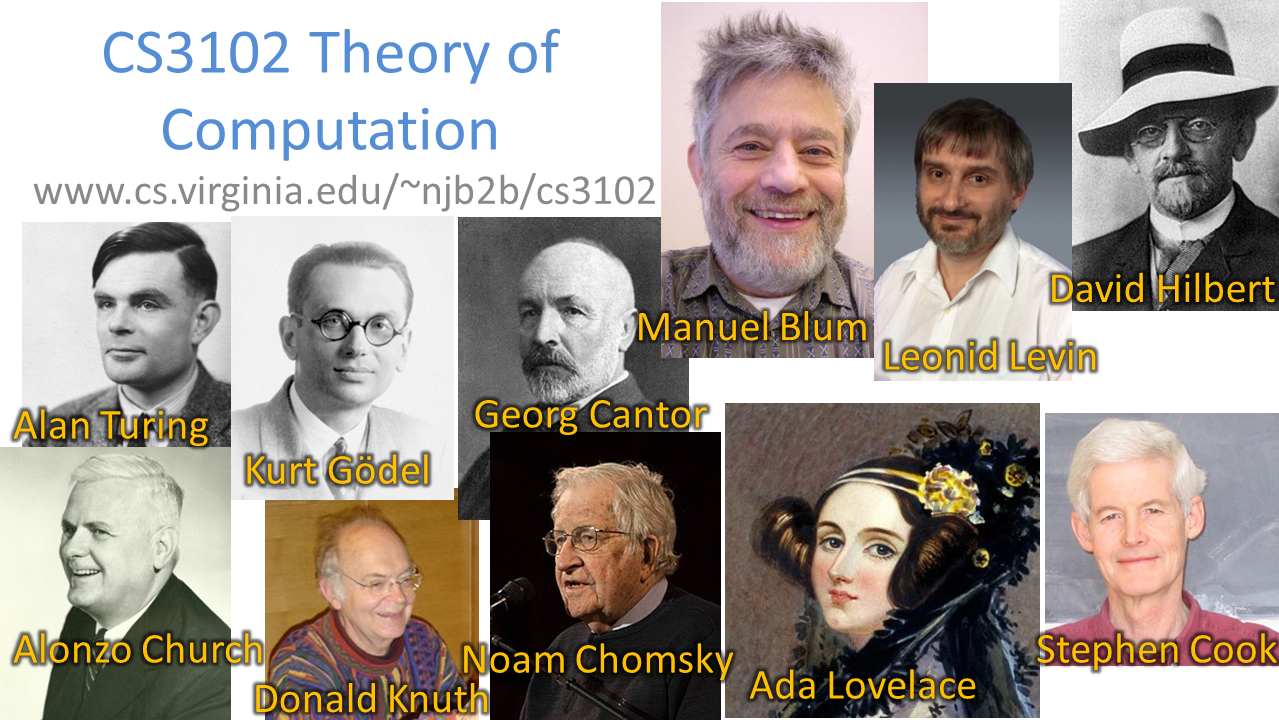 CS3102 Theory of
Computation
www.cs.virginia.edu/~njb2b/cs3102
Manuel Blum
Leonid Levin
David Hilbert
Alan Turing
Kurt Gödel
Georg Cantor
Alonzo Church
Donald Knuth
Noam Chomsky
Ada Lovelace
Stephen Cook